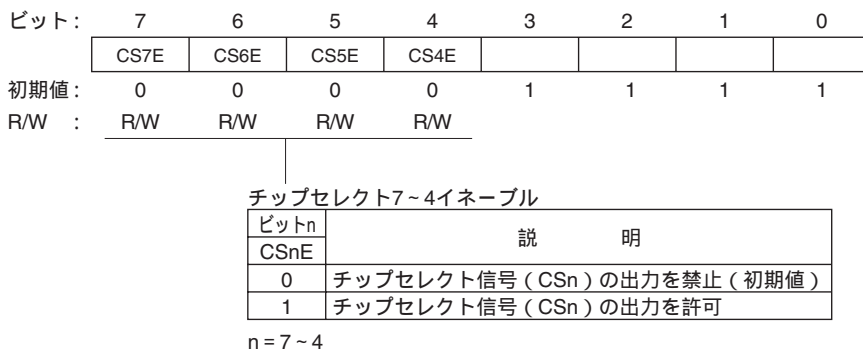 ビット： 7 6 5 4 3 2 1 0
CS7E CS6E CS5E CS4E
初期値： 0 0 0 0 1 1 1 1
R/W ： R/W R/W R/W R/W
チップセレクト7～4イネーブル
ビットn
CSnE
説 明
0 チップセレクト信号（CSn）の出力を禁止（初期値）
1 チップセレクト信号（CSn）の出力を許可
n = 7～4